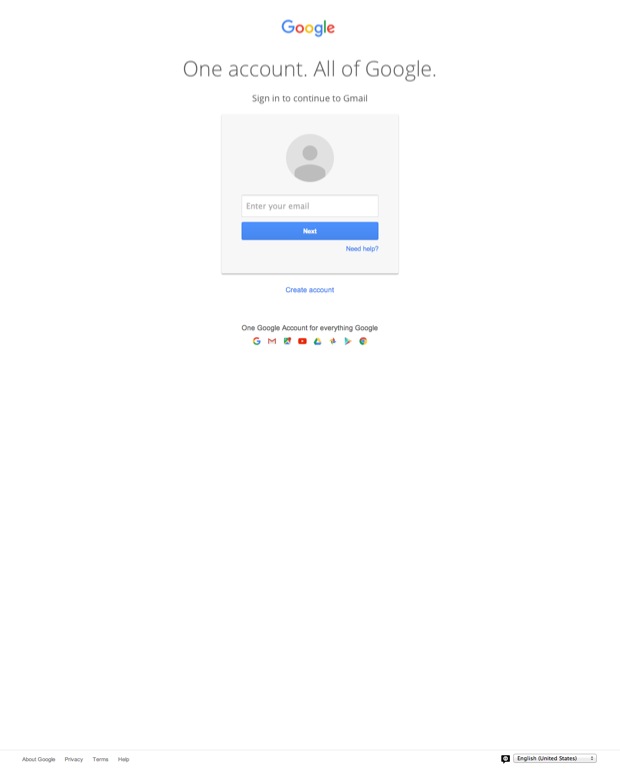 Google
One account. All of Google.
Sign in to continue to Gmail
Enter your email
Next
Need help?
Create account
One Google Account for everything Google
About Google Privacy Terms Help English (United States)